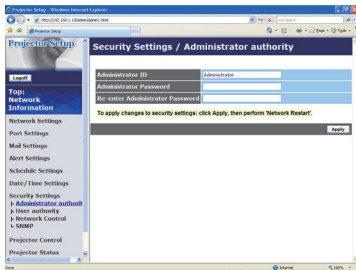 Projector Setup - Windows Internet Explorer
Projector Setup
Projector Setup
Logoff
Top:
Network
Information
Network Settings
Port Settings
Mail Settings
Alert Settings
Schedule Settings
Date/Time Settings
Security Settings
Administrator authorit
User authority
Network Control
SNMP
Projector Control
Projector Status
Security Settings / Administrator authority
Administrator ID
Administrator
Administrator Password
Re-enter Administrator Password
To apply changes to security settings: click Apply, then perform 'Network Restart'.
Apply
Done
Internet
100%